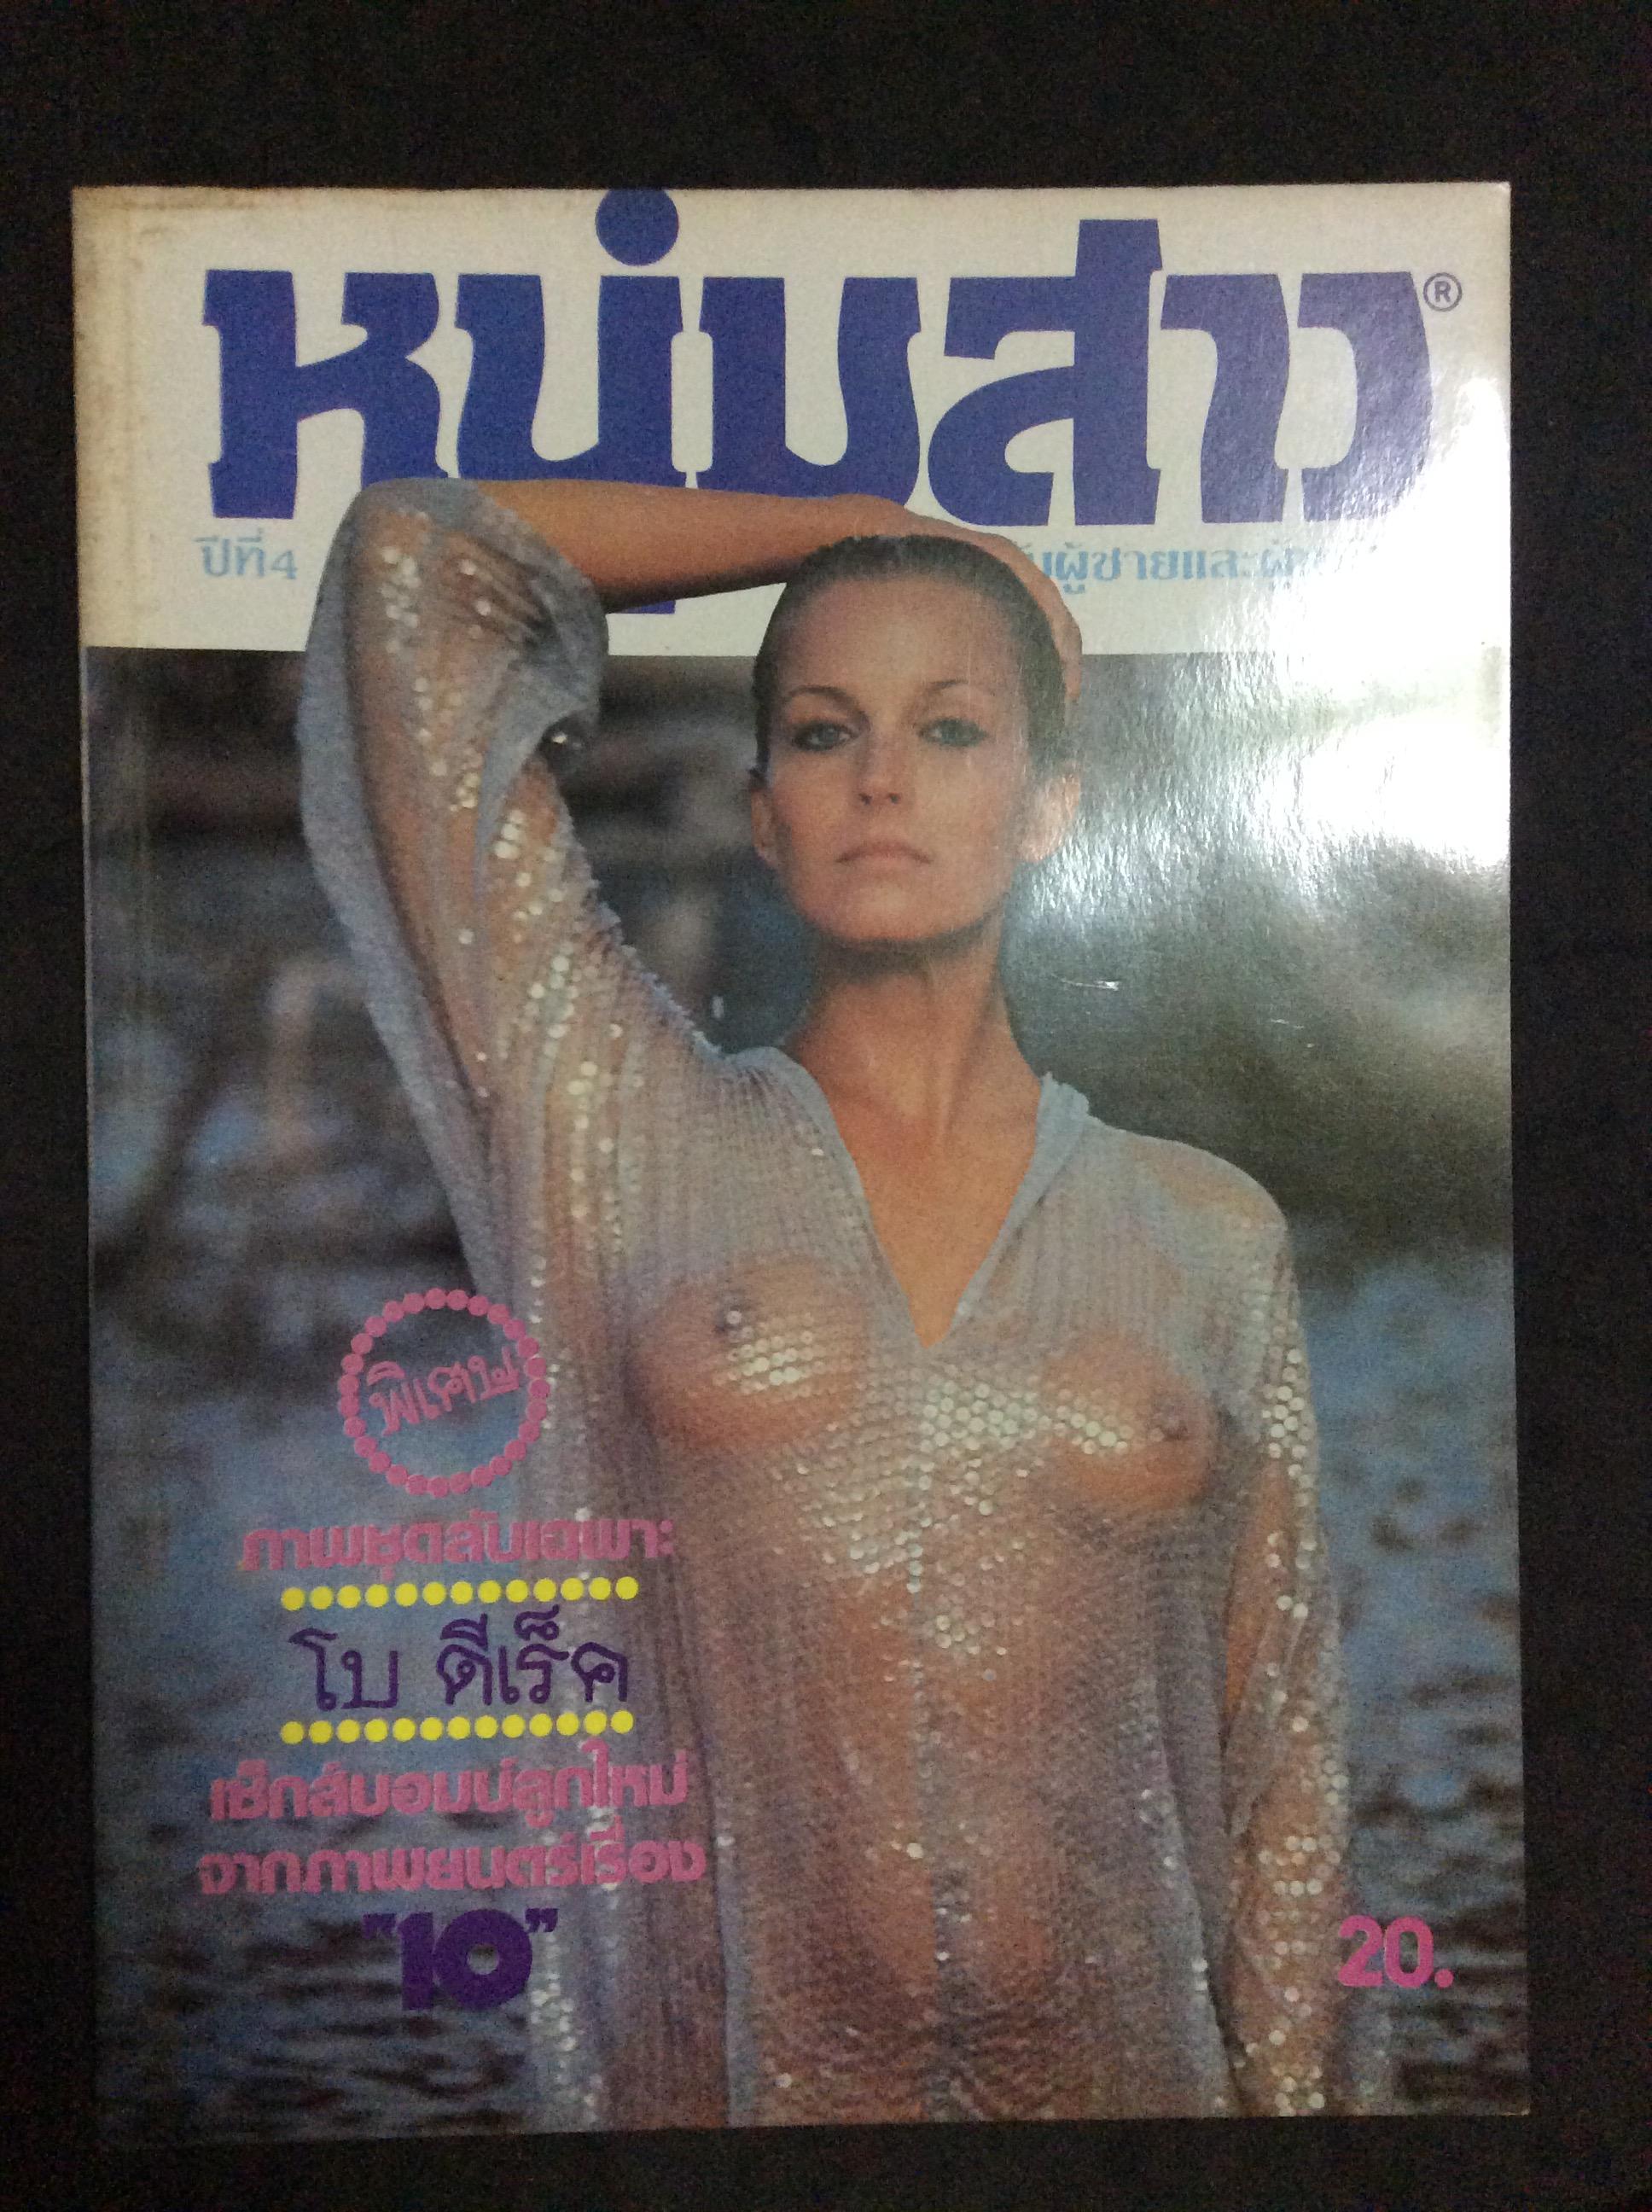 หนุ่มสาว®
ปีที่4 ผู้ชายและ
พิเศษ
ภาพชุดลับเฉพาะ
โบ ดีเร็ค
เซ็กส์บอมบ์ลูกใหม่
จากภาพยนตร์เรื่อง
"10"
20.